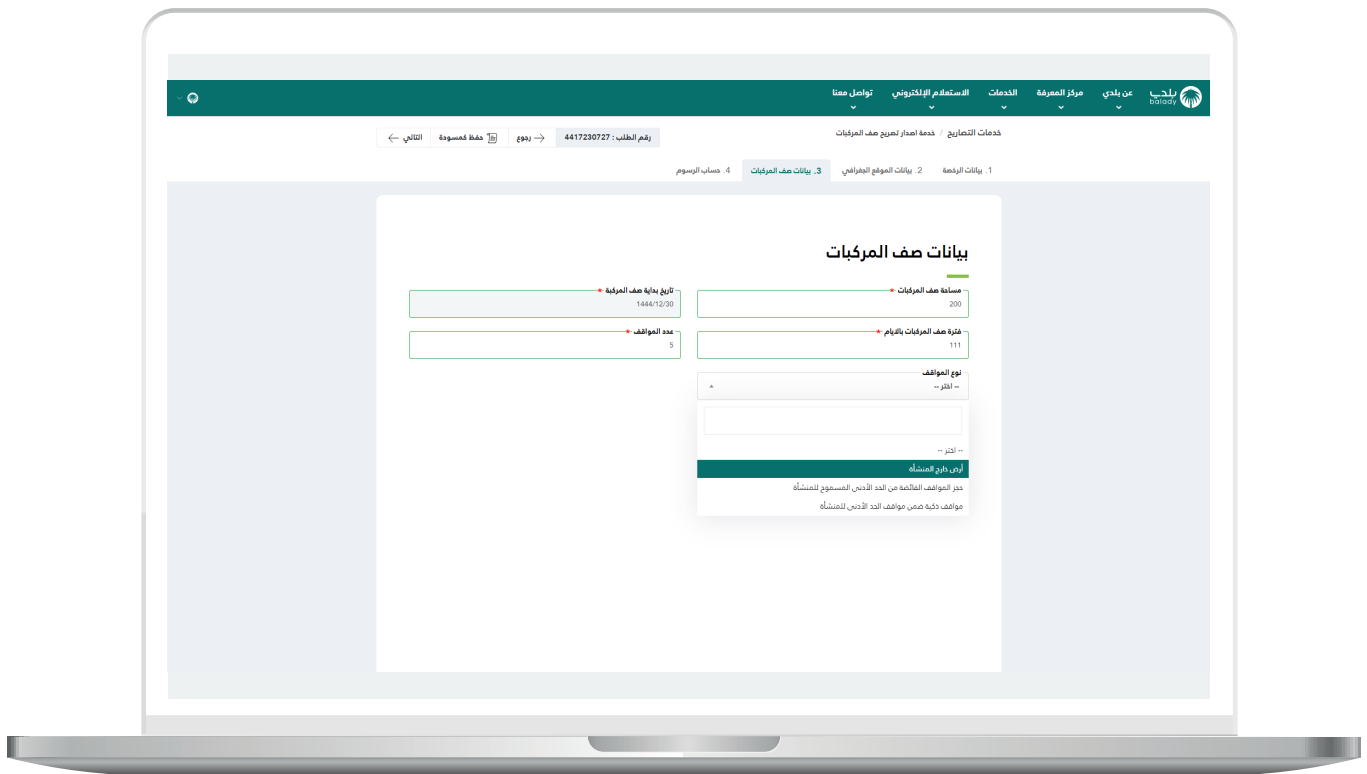 بلدي
balady
عن بلدي
مركز المعرفة
الخدمات
الاستعلام الإلكتروني
تواصل معنا
خدمات التصاريح / خدمة اصدار تصريح صف المركبات
رقم الطلب : 4417230727
رجوع
حفظ كمسودة
التالي
1. بيانات الرخصة
2. بيانات الموقع الجغرافي
3. بيانات صف المركبات
4. حساب الرسوم
بيانات صف المركبات
مساحة صف المركبات *
200
تاريخ بداية صف المركبة *
1444/12/30
فترة صف المركبات بالايام *
111
عدد المواقف *
5
نوع المواقف
-- اختر --
-- اختر --
أرض خارج المنشأة
حجز المواقف الفائضة من الحد الأدنى المسموح للمنشأة
مواقف ذكية ضمن مواقف الحد الأدنى للمنشأة